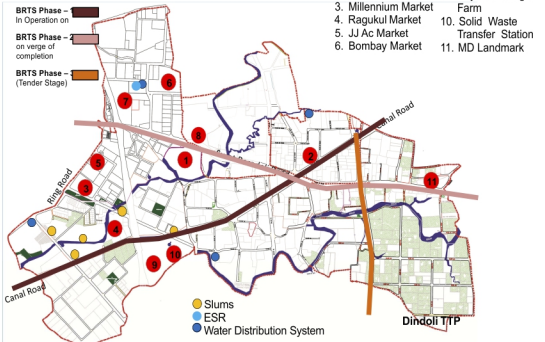 BRTS Phase –
In Operation on
BRTS Phase –
on verge of
completion
BRTS Phase –
(Tender Stage)
3. Millennium Market
4. Ragukul Market
5. JJ Ac Market
6. Bombay Market
Farm
10. Solid Waste
Transfer Station
11. MD Landmark
6
7
8
1
2
5
3
11
4
9
10
Canal Road
Ring Road
Canal Road
Slums
ESR
Water Distribution System
Dindoli TTP